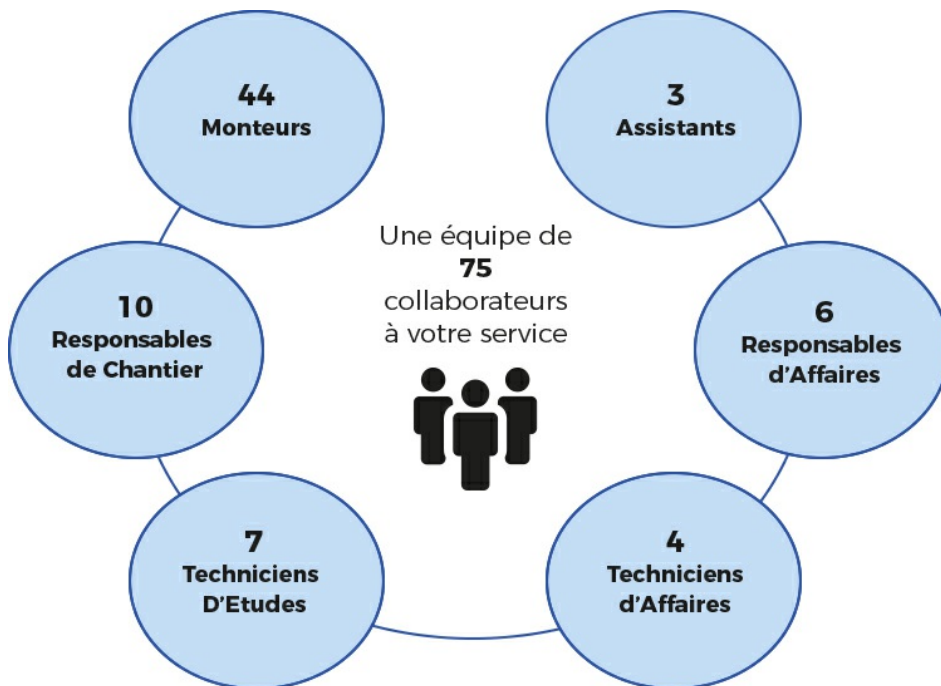 44
Monteurs
3
Assistants
Une équipe de
75
collaborateurs
à votre service
10
Responsables
de Chantier
6
Responsables
d'Affaires
7
Techniciens
D'Etudes
4
Techniciens
d'Affaires